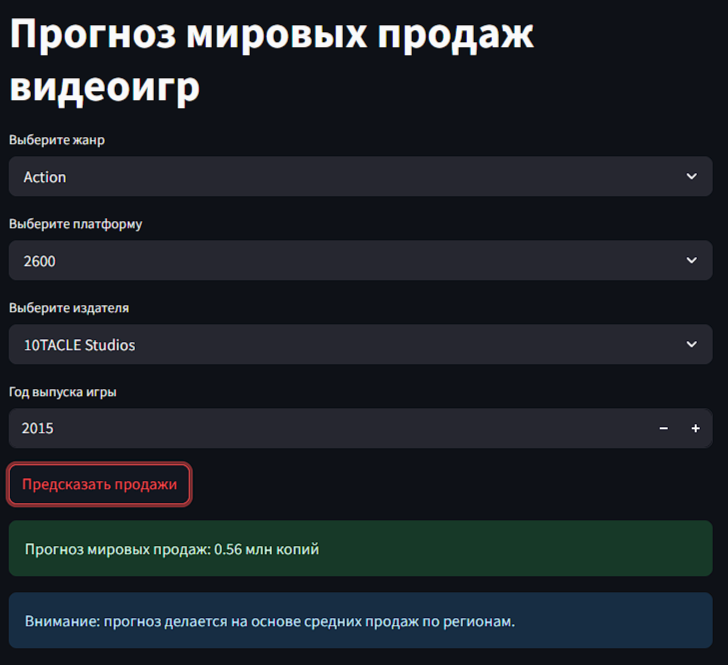 Прогноз мировых продаж
видеоигр
Выберите жанр
Action
Выберите платформу
2600
Выберите издателя
10TACLE Studios
Год выпуска игры
2015
Предсказать продажи
Прогноз мировых продаж: 0.56 млн копий
Внимание: прогноз делается на основе средних продаж по регионам.